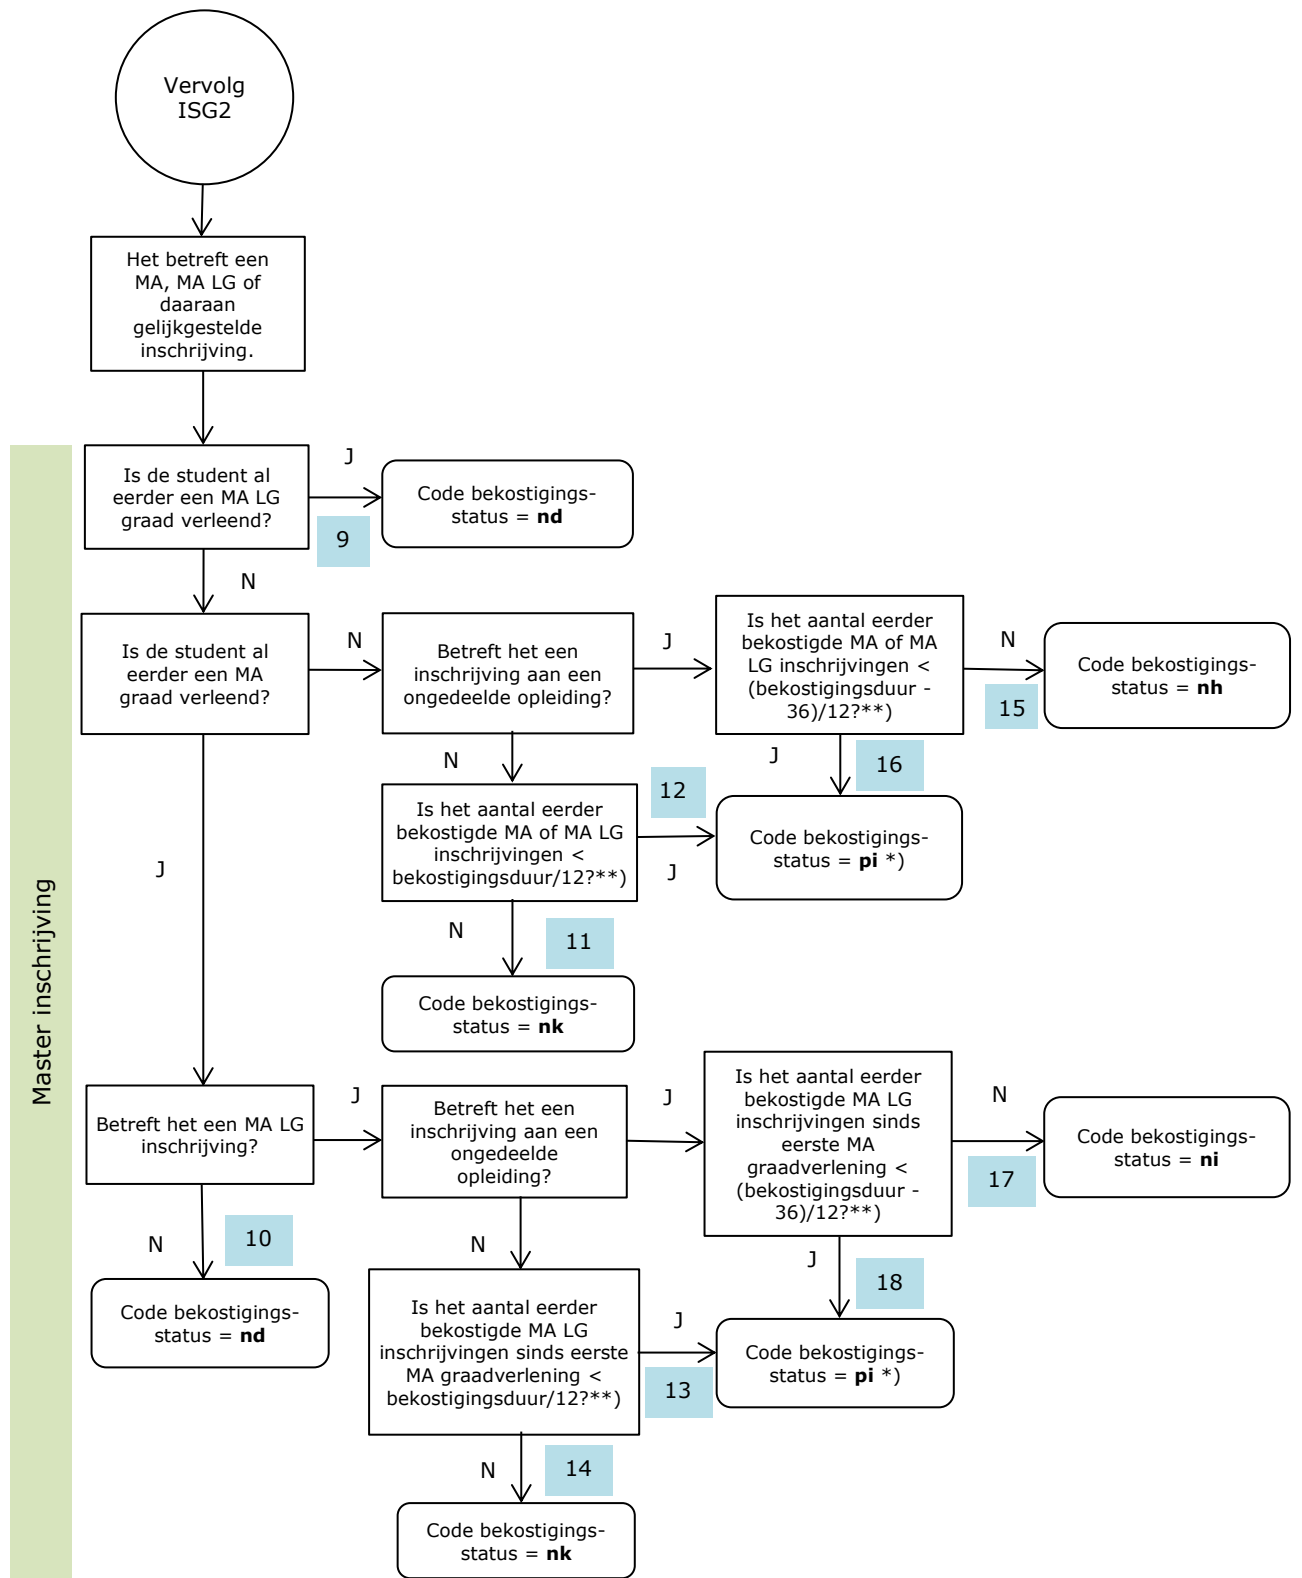 Vervolg
ISG2
Het betreft een
MA, MA LG of
daaraan
gelijkgestelde
inschrijving.
Master inschrijving
Is de student al
eerder een MA LG
graad verleend?
J
9
Code bekostigings-
status = nd
N
Is de student al
eerder een MA
graad verleend?
N
Betreft het een
inschrijving aan een
ongedeelde opleiding?
J
Is het aantal eerder
bekostigde MA of MA
LG inschrijvingen <
(bekostigingsduur -
36)/12?**)
N
15
Code bekostigings-
status = nh
J
16
N
Is het aantal eerder
bekostigde MA of MA LG
inschrijvingen <
bekostigingsduur/12?**)
12
J
Code bekostigings-
status = pi *)
J
N
11
Code bekostigings-
status = nk
Betreft het een MA LG
inschrijving?
J
Betreft het een
inschrijving aan een
ongedeelde
opleiding?
J
Is het aantal eerder
bekostigde MA LG
inschrijvingen sinds
eerste MA
graadverlening <
(bekostigingsduur -
36)/12?**)
N
17
Code bekostigings-
status = ni
N
10
Code bekostigings-
status = nd
N
J
18
Is het aantal eerder
bekostigde MA LG
inschrijvingen sinds eerste
MA graadverlening <
bekostigingsduur/12?**)
J
13
Code bekostigings-
status = pi *)
N
14
Code bekostigings-
status = nk